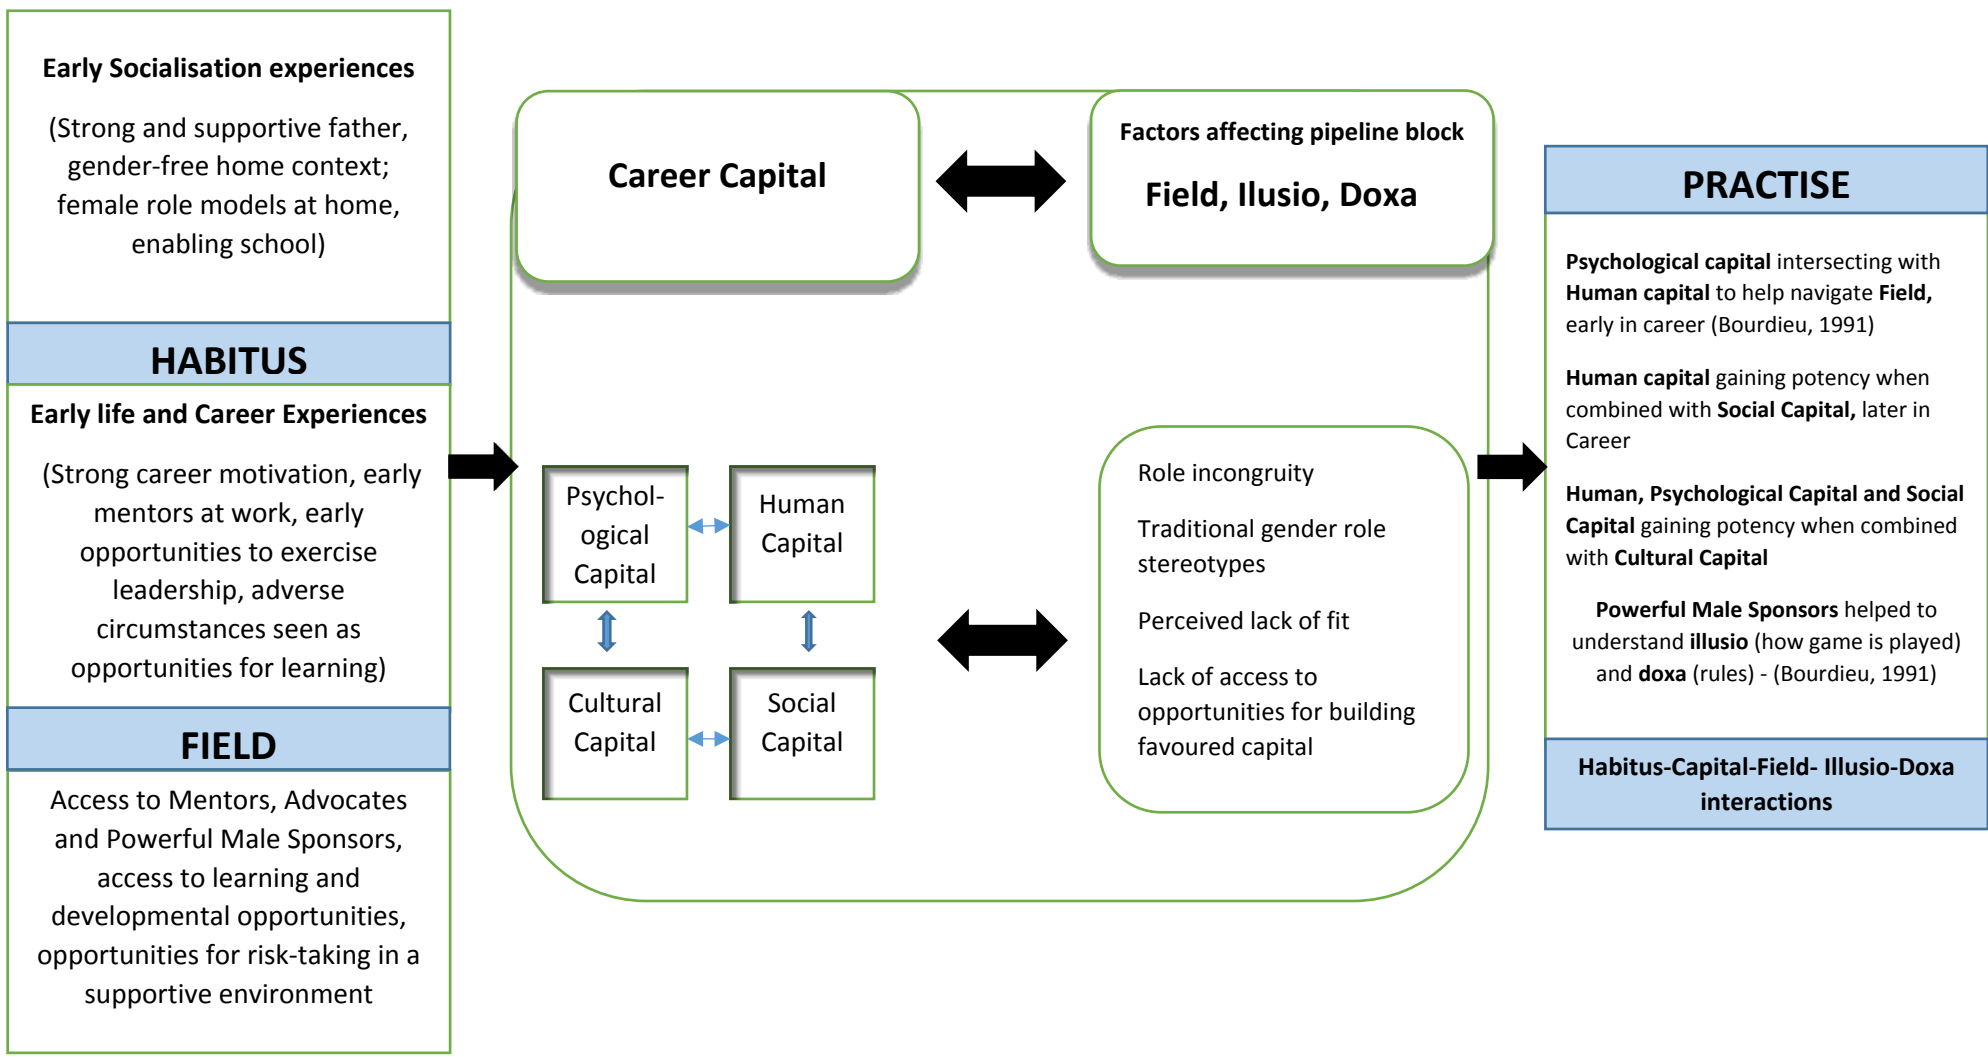 Early Socialisation experiences
(Strong and supportive father,
gender-free home context;
female role models at home,
enabling school)
HABITUS
Early life and Career Experiences
(Strong career motivation, early
mentors at work, early
opportunities to exercise
leadership, adverse
circumstances seen as
opportunities for learning)
FIELD
Access to Mentors, Advocates
and Powerful Male Sponsors,
access to learning and
developmental opportunities,
opportunities for risk-taking in a
supportive environment
Career Capital
Factors affecting pipeline block
Field, Ilusio, Doxa
Psychol-
ogical
Capital
Human
Capital
Cultural
Capital
Social
Capital
Role incongruity
Traditional gender role
stereotypes
Perceived lack of fit
Lack of access to
opportunities for building
favoured capital
PRACTISE
Psychological capital intersecting with
Human capital to help navigate Field,
early in career (Bourdieu, 1991)
Human capital gaining potency when
combined with Social Capital, later in
Career
Human, Psychological Capital and Social
Capital gaining potency when combined
with Cultural Capital
Powerful Male Sponsors helped to
understand illusio (how game is played)
and doxa (rules) - (Bourdieu, 1991)
Habitus-Capital-Field- Illusio-Doxa
interactions